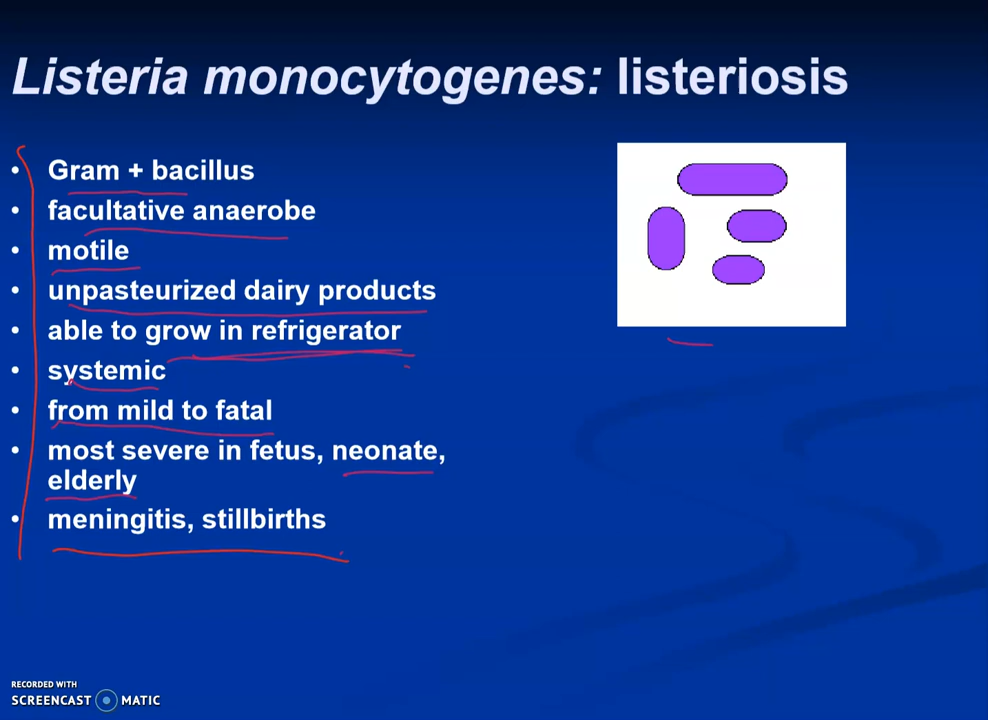 Listeria monocytogenes: listeriosis
• Gram + bacillus
• facultative anaerobe
• motile
• unpasteurized dairy products
• able to grow in refrigerator
• systemic
• from mild to fatal
• most severe in fetus, neonate,
elderly
• meningitis, stillbirths
RECORDED WITH
SCREENCAST MATIC